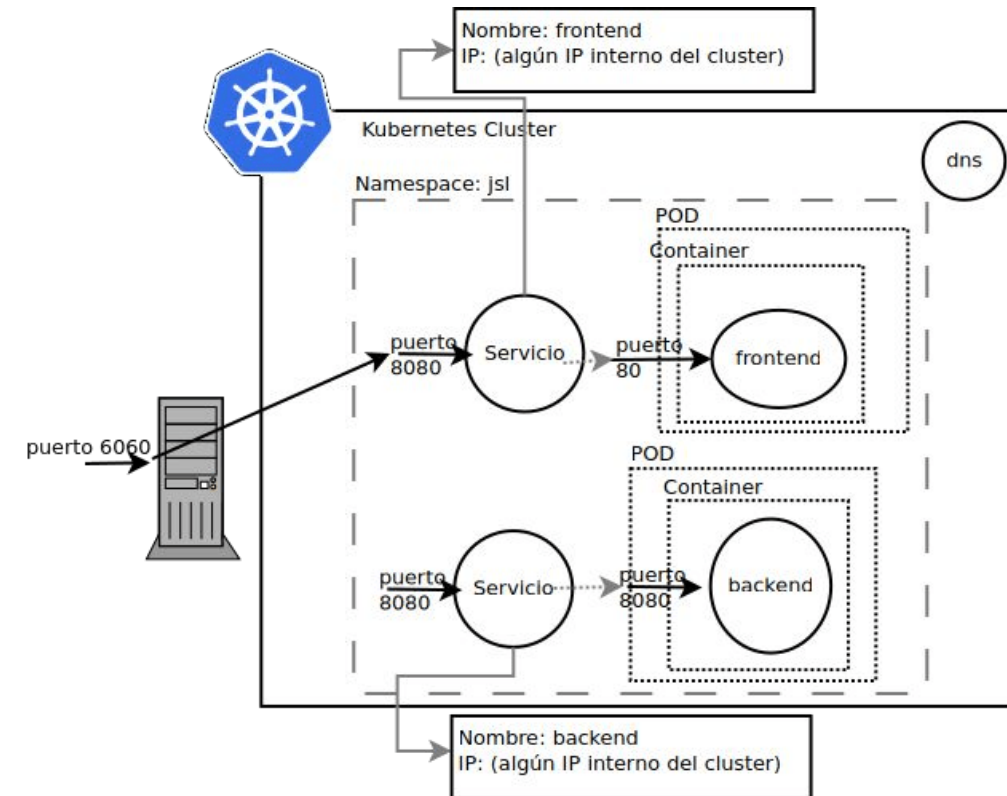 Nombre: frontend
IP: (algún IP interno del cluster)
Kubernetes Cluster
dns
Namespace: jsl
POD
Container
puerto
8080
Servicio
puerto
80
frontend
puerto 6060
POD
Container
puerto
8080
Servicio
puerto
8080
backend
Nombre: backend
IP: (algún IP interno del cluster)